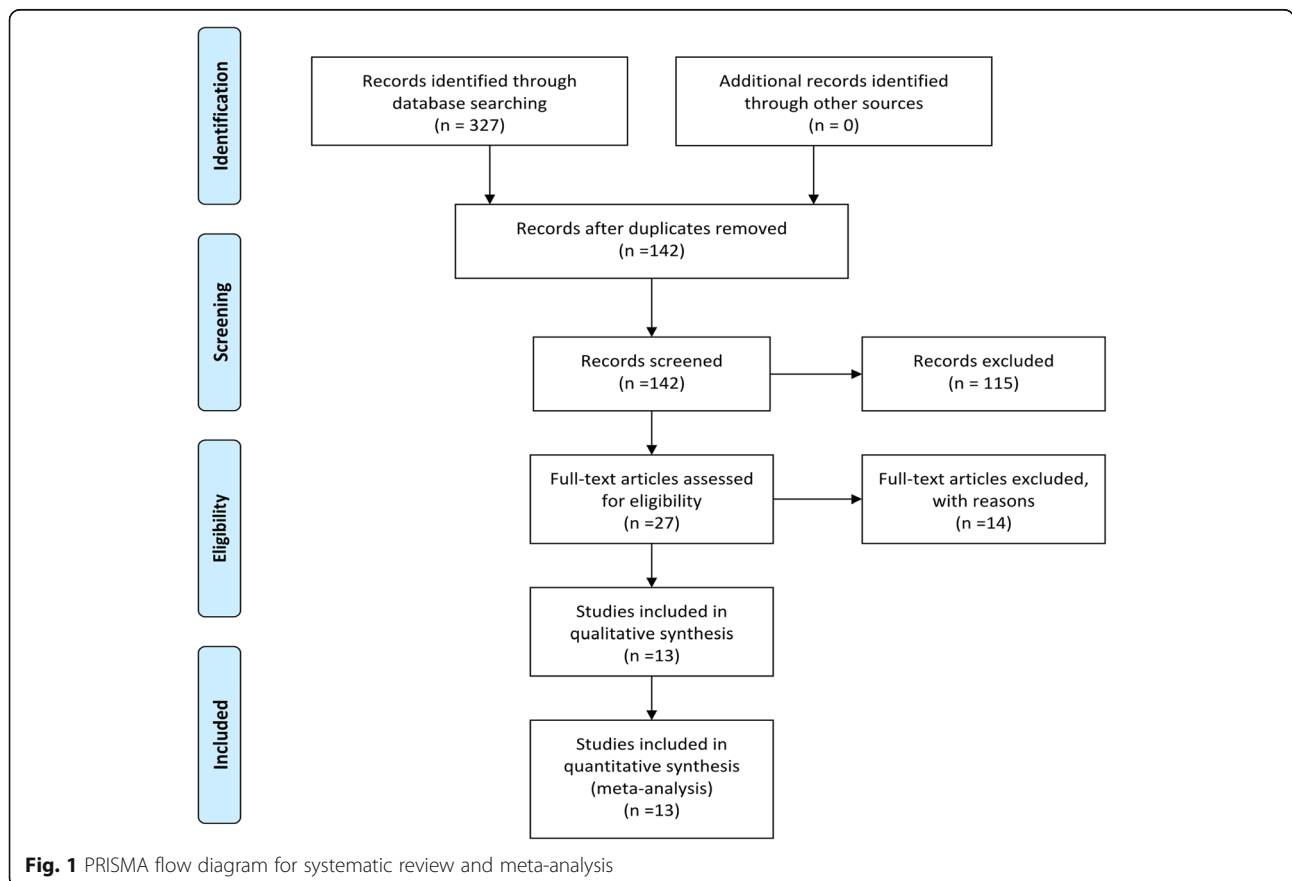 Identification
Records identified through
database searching
(n = 327)
Additional records identified
through other sources
(n = 0)
Records after duplicates removed
(n =142)
Screening
Records screened
(n =142)
Records excluded
(n = 115)
Eligibility
Full-text articles assessed
for eligibility
(n =27)
Full-text articles excluded,
with reasons
(n =14)
Studies included in
qualitative synthesis
(n =13)
Included
Studies included in
quantitative synthesis
(meta-analysis)
(n =13)
Fig. 1 PRISMA flow diagram for systematic review and meta-analysis